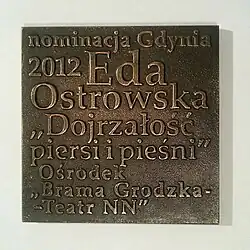 nominacja Gdynia
2012 Eda
Ostrowska
„Dojrzałość
piersi i pieśni”
Ośrodek
„Brama Grodzka-
-Teatr NN”